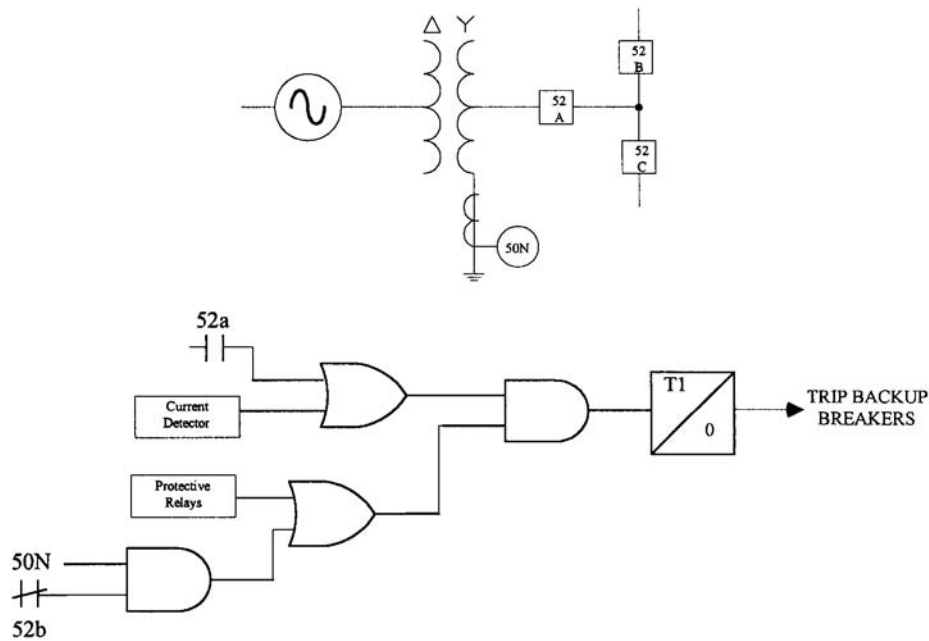 Δ Y
52
B
52
A
52
C
50N
52a
Current
Detector
Protective
Relays
50N
52b
T1
0
TRIP BACKUP
BREAKERS